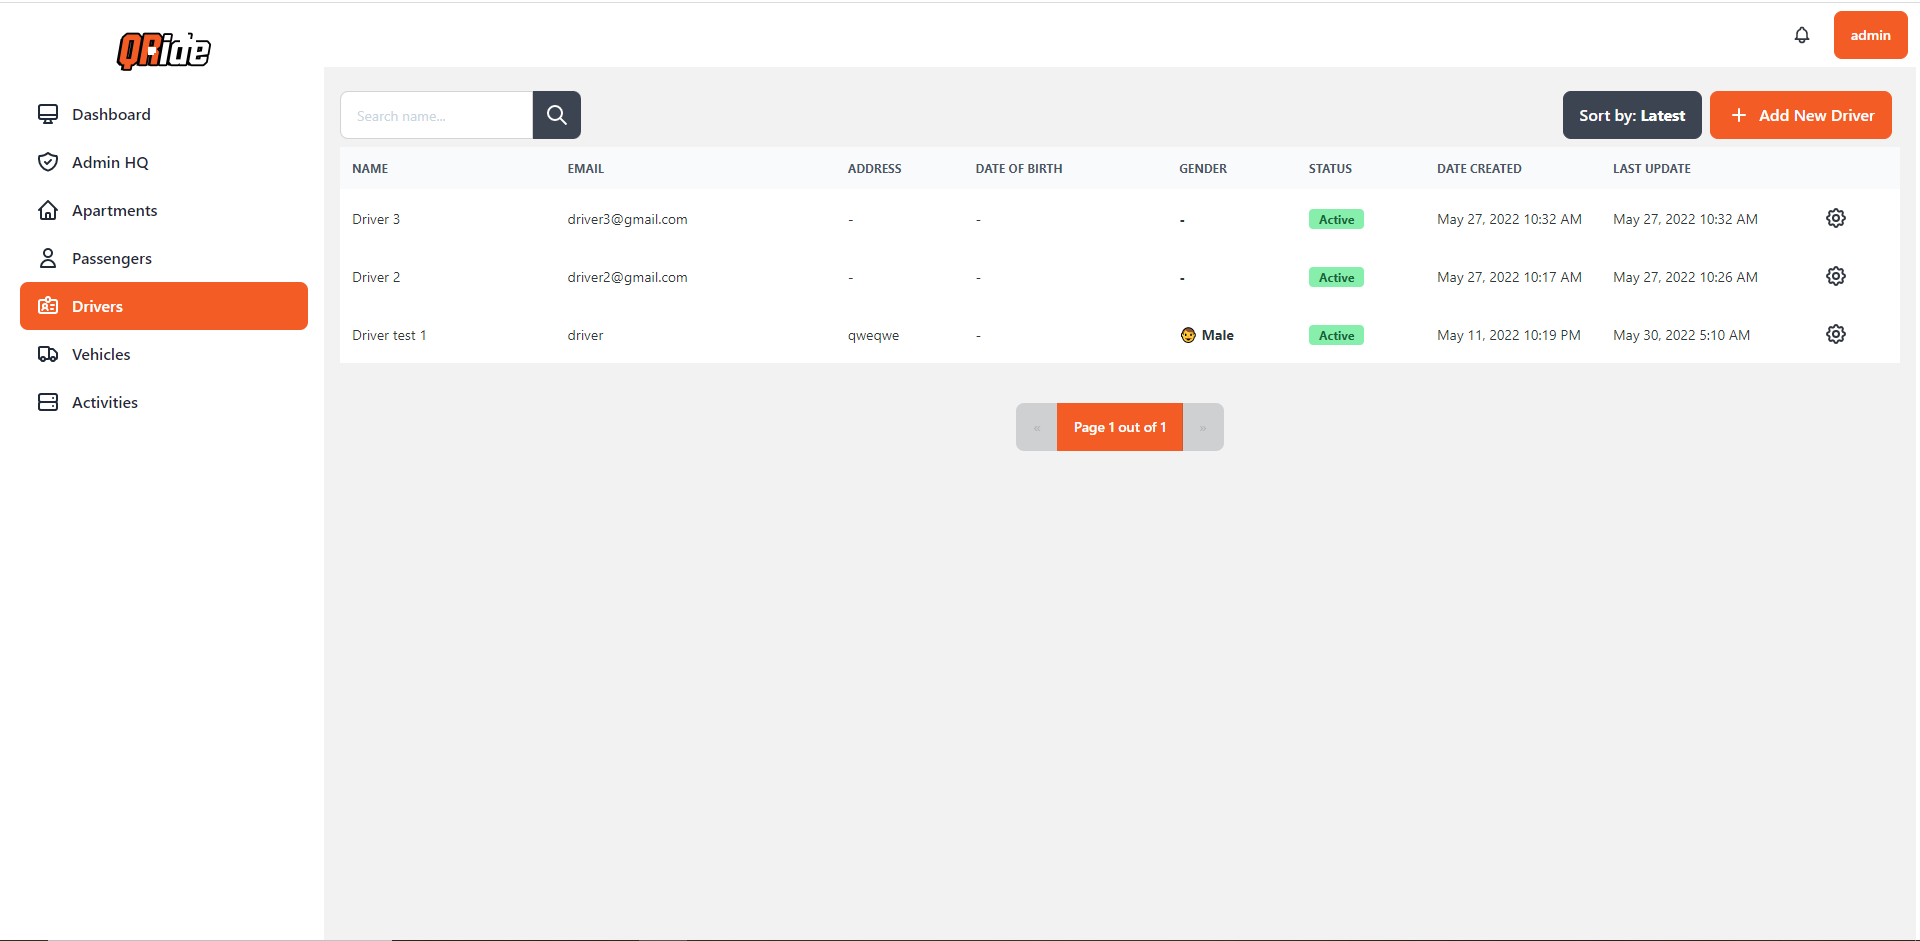 QRide
admin
Dashboard
Admin HQ
Apartments
Passengers
Drivers
Vehicles
Activities
Search name...
Sort by: Latest
+ Add New Driver
NAME EMAIL ADDRESS DATE OF BIRTH GENDER STATUS DATE CREATED LAST UPDATE
Driver 3 driver3@gmail.com - - - Active May 27, 2022 10:32 AM May 27, 2022 10:32 AM
Driver 2 driver2@gmail.com - - - Active May 27, 2022 10:17 AM May 27, 2022 10:26 AM
Driver test 1 driver qweqwe - Male Active May 11, 2022 10:19 PM May 30, 2022 5:10 AM
« Page 1 out of 1 »